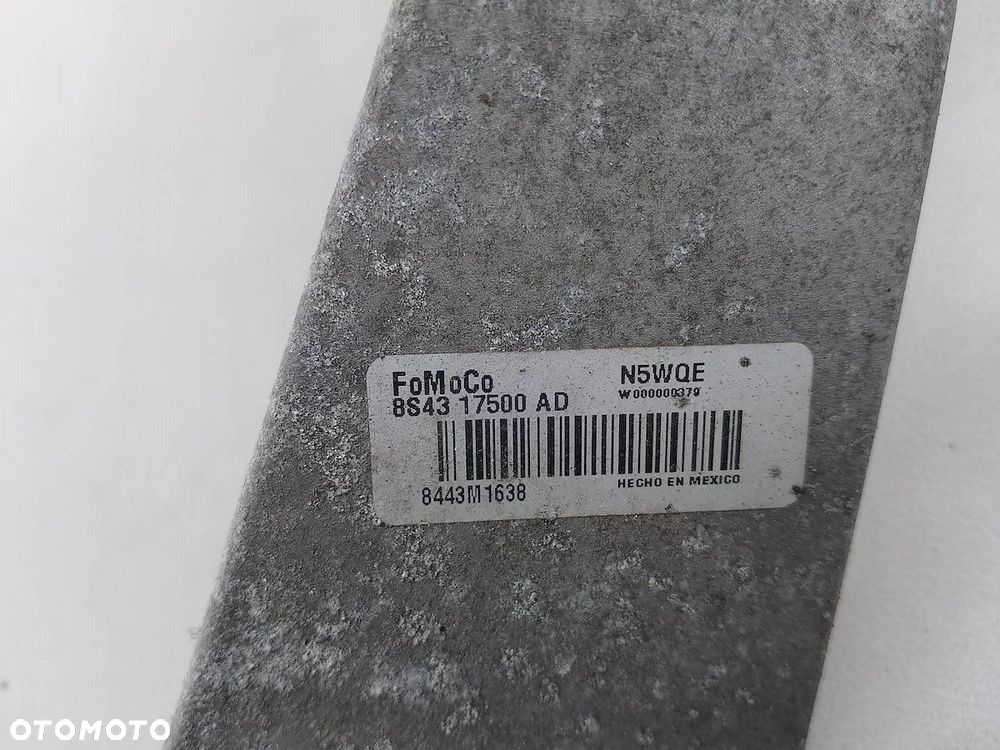 FoMoCo
8S43 17500 AD
N5WQE
W000000379
8443M1638
HECHO EN MEXICO
OTOMOTO